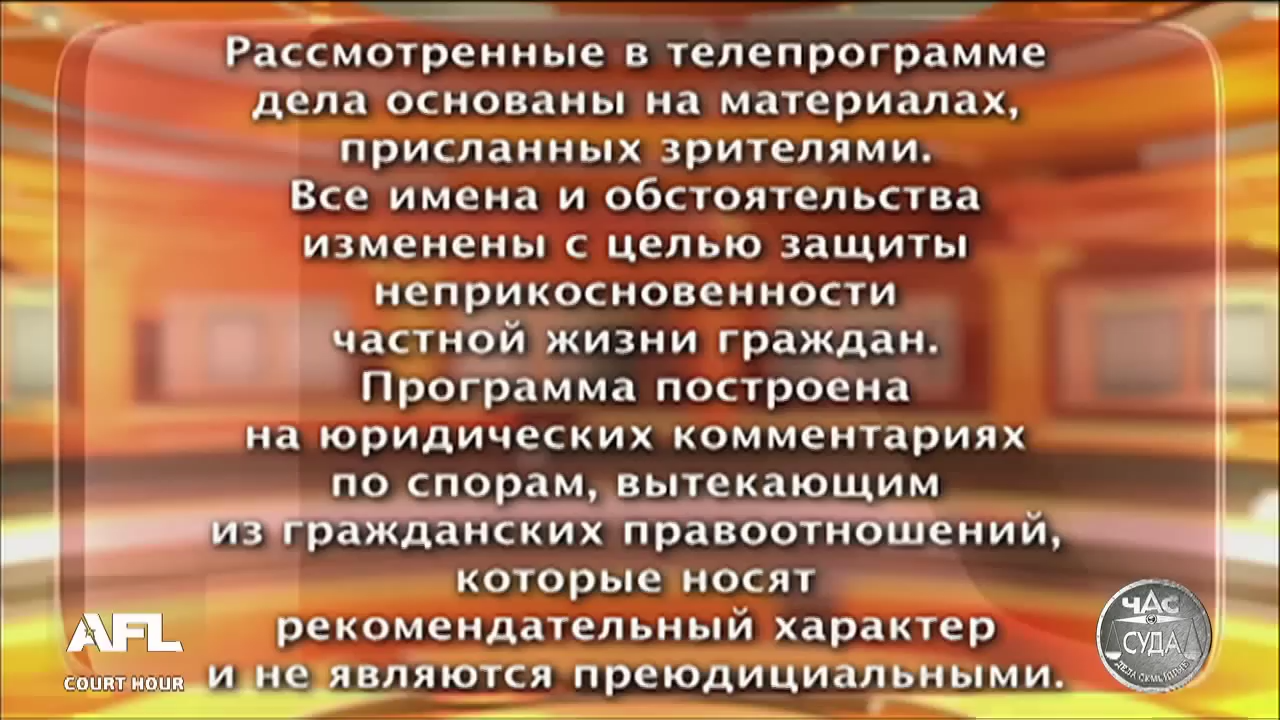 Рассмотренные в телепрограмме
дела основаны на материалах,
присланных зрителями.
Все имена и обстоятельства
изменены с целью защиты
неприкосновенности
частной жизни граждан.
Программа построена
на юридических комментариях
по спорам, вытекающим
из гражданских правоотношений,
которые носят
рекомендательный характер
и не являются преюдициальными.
AFL
COURT HOUR
ЧАС
СУДА
ДЕЛА СЕМЕЙНЫЕ